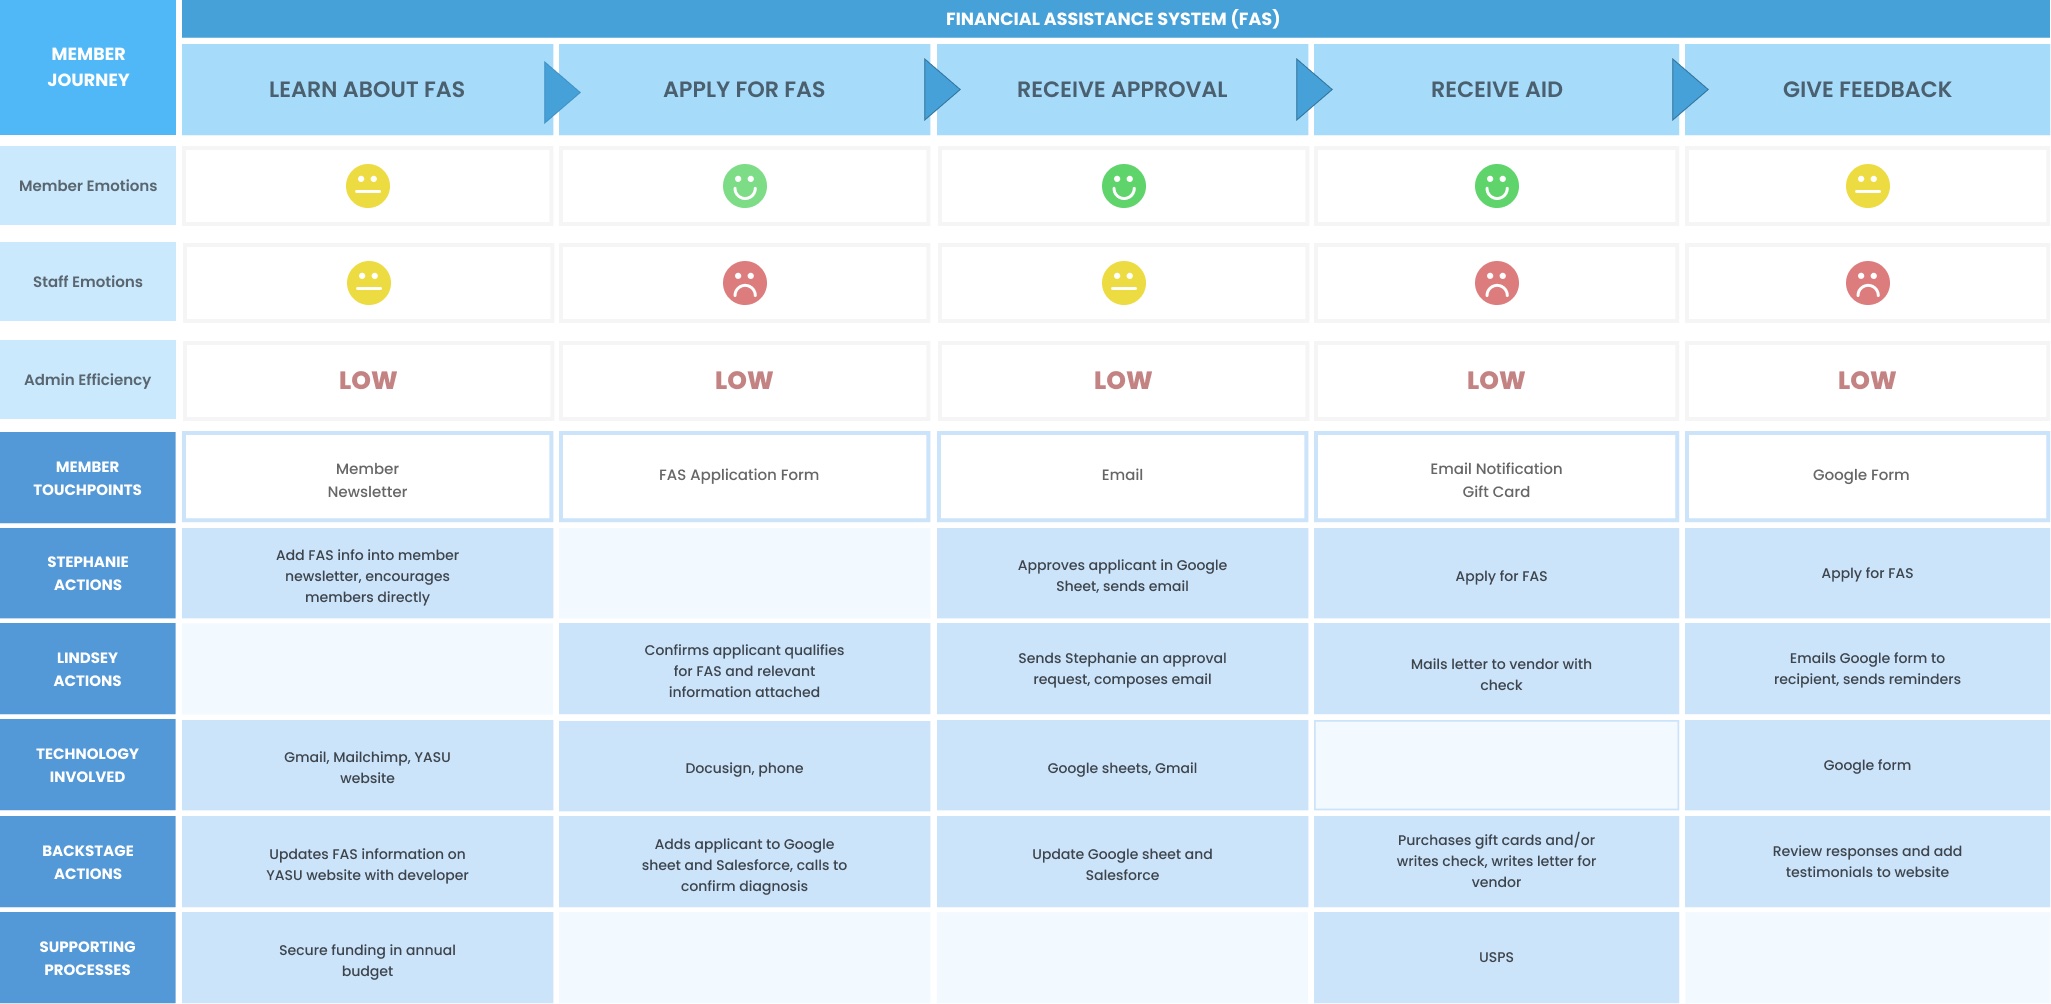 FINANCIAL ASSISTANCE SYSTEM (FAS)
MEMBER
JOURNEY
LEARN ABOUT FAS
APPLY FOR FAS
RECEIVE APPROVAL
RECEIVE AID
GIVE FEEDBACK
Member Emotions
Staff Emotions
Admin Efficiency
LOW
LOW
LOW
LOW
LOW
MEMBER
TOUCHPOINTS
Member
Newsletter
FAS Application Form
Email
Email Notification
Gift Card
Google Form
STEPHANIE
ACTIONS
Add FAS info into member
newsletter, encourages
members directly
Approves applicant in Google
Sheet, sends email
Apply for FAS
Apply for FAS
LINDSEY
ACTIONS
Confirms applicant qualifies
for FAS and relevant
information attached
Sends Stephanie an approval
request, composes email
Mails letter to vendor with
check
Emails Google form to
recipient, sends reminders
TECHNOLOGY
INVOLVED
Gmail, Mailchimp, YASU
website
Docusign, phone
Google sheets, Gmail
Google form
BACKSTAGE
ACTIONS
Updates FAS information on
YASU website with developer
Adds applicant to Google
sheet and Salesforce, calls to
confirm diagnosis
Update Google sheet and
Salesforce
Purchases gift cards and/or
writes check, writes letter for
vendor
Review responses and add
testimonials to website
SUPPORTING
PROCESSES
Secure funding in annual
budget
USPS